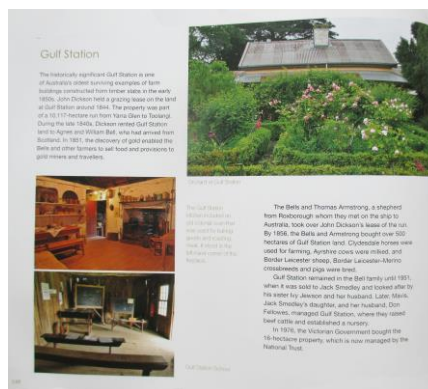 Gulf Station
The historically significant Gulf Station is one
of Australia's oldest surviving examples of farm
buildings constructed from timber slabs in the early
1850s. John Dickson held a grazing lease on the land
at Gulf Station around 1844. The property was part
of a 10,117-hectare run from Yarra Glen to Toolangi.
During the late 1840s, Dickson rented Gulf Station
land to Agnes and William Bell, who had arrived from
Scotland. In 1851, the discovery of gold enabled the
Bells and other farmers to sell food and provisions to
gold miners and travellers.
The Gulf Station
The Bells and Thomas Armstrong, a shepherd
from Roxborough whom they met on the ship to
Australia, took over John Dickson's lease of the run.
By 1856, the Bells and Armstrong bought over 500
hectares of Gulf Station land. Clydesdale horses were
used for farming, Ayrshire cows were milked, and
Border Leicester sheep, Border Leicester–Merino
crossbreeds and pigs were bred.
Gulf Station remained in the Bell family until 1951,
when it was sold to Jack Smedley and looked after by
his sister Ivy Jewson and her husband. Later, Mavis,
Jack Smedley's daughter, and her husband, Don
Fellowes, managed Gulf Station, where they raised
beef cattle and established a nursery.
In 1976, the Victorian Government bought the
16-hectare property, which is now managed by the
National Trust.
Gulf Station